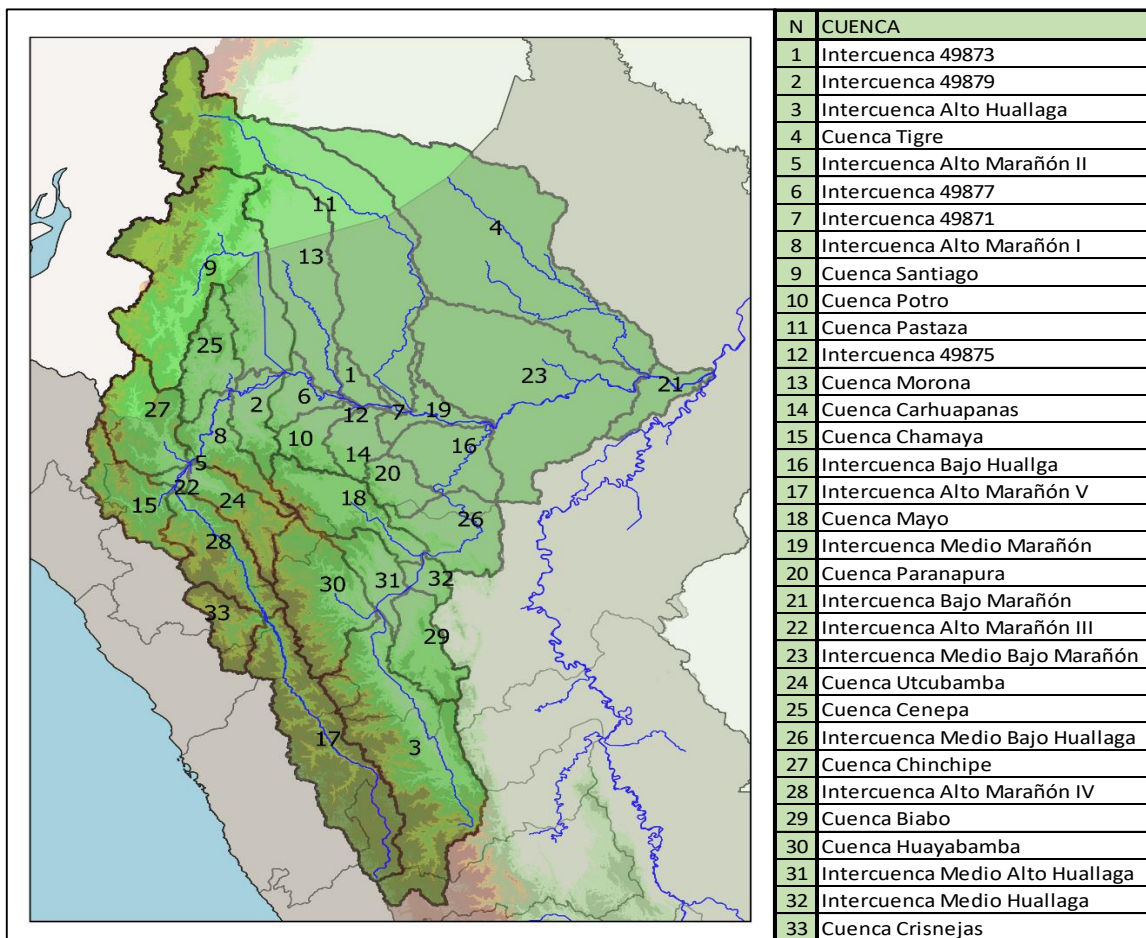 11
4
13
9
25
23
1
21
6
2
27
12
7
19
8
10
16
14
5
20
22
24
18
15
26
28
30
31
32
33
29
17
3
N CUENCA
1 Intercuenca 49873
2 Intercuenca 49879
3 Intercuenca Alto Huallaga
4 Cuenca Tigre
5 Intercuenca Alto Marañón II
6 Intercuenca 49877
7 Intercuenca 49871
8 Intercuenca Alto Marañón I
9 Cuenca Santiago
10 Cuenca Potro
11 Cuenca Pastaza
12 Intercuenca 49875
13 Cuenca Morona
14 Cuenca Carhuapanas
15 Cuenca Chamaya
16 Intercuenca Bajo Huallga
17 Intercuenca Alto Marañón V
18 Cuenca Mayo
19 Intercuenca Medio Marañón
20 Cuenca Paranapura
21 Intercuenca Bajo Marañón
22 Intercuenca Alto Marañón III
23 Intercuenca Medio Bajo Marañón
24 Cuenca Utcubamba
25 Cuenca Cenepa
26 Intercuenca Medio Bajo Huallaga
27 Cuenca Chinchipe
28 Intercuenca Alto Marañón IV
29 Cuenca Biabo
30 Cuenca Huayabamba
31 Intercuenca Medio Alto Huallaga
32 Intercuenca Medio Huallaga
33 Cuenca Crisnejas